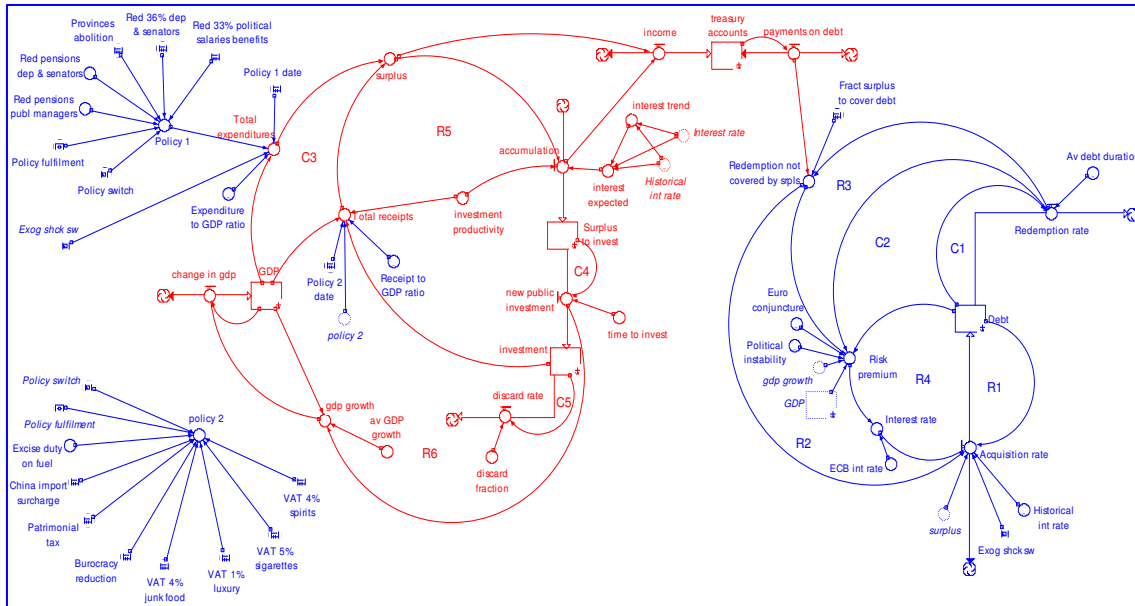 Provinces
abolition
Red 36% dep
& senators
Red 33% political
salaries benefits
Red pensions
dep & senators
Red pensions
publ managers
Policy fulfilment
Policy switch
Policy 1
Policy 1 date
Total
expenditures
Exog shck sw
Expenditure
to GDP ratio
surplus
C3
R5
income
treasury
accounts
payments on debt
interest trend
Interest rate
accumulation
Historical
int rate
interest
expected
Total receipts
investment
productivity
Policy 2
date
Receipt to
GDP ratio
policy 2
change in gdp
GDP
Surplus
to invest
C4
new public
investment
time to invest
investment
discard rate
C5
discard
fraction
gdp growth
av GDP
growth
R6
Policy switch
Policy fulfilment
Excise duty
on fuel
China import
surcharge
Patrimonial
tax
Burocracy
reduction
VAT 4%
junk food
VAT 1%
luxury
VAT 5%
sigarettes
VAT 4%
spirits
policy 2
Fract surplus
to cover debt
Redemption not
covered by srpls
R3
Av debt duration
Redemption rate
C2
C1
Euro
conjuncture
Political
instability
gdp growth
GDP
Risk
premium
Debt
R4
R1
R2
Interest rate
ECB int rate
Acquisition rate
surplus
Historical
int rate
Exog shck sw